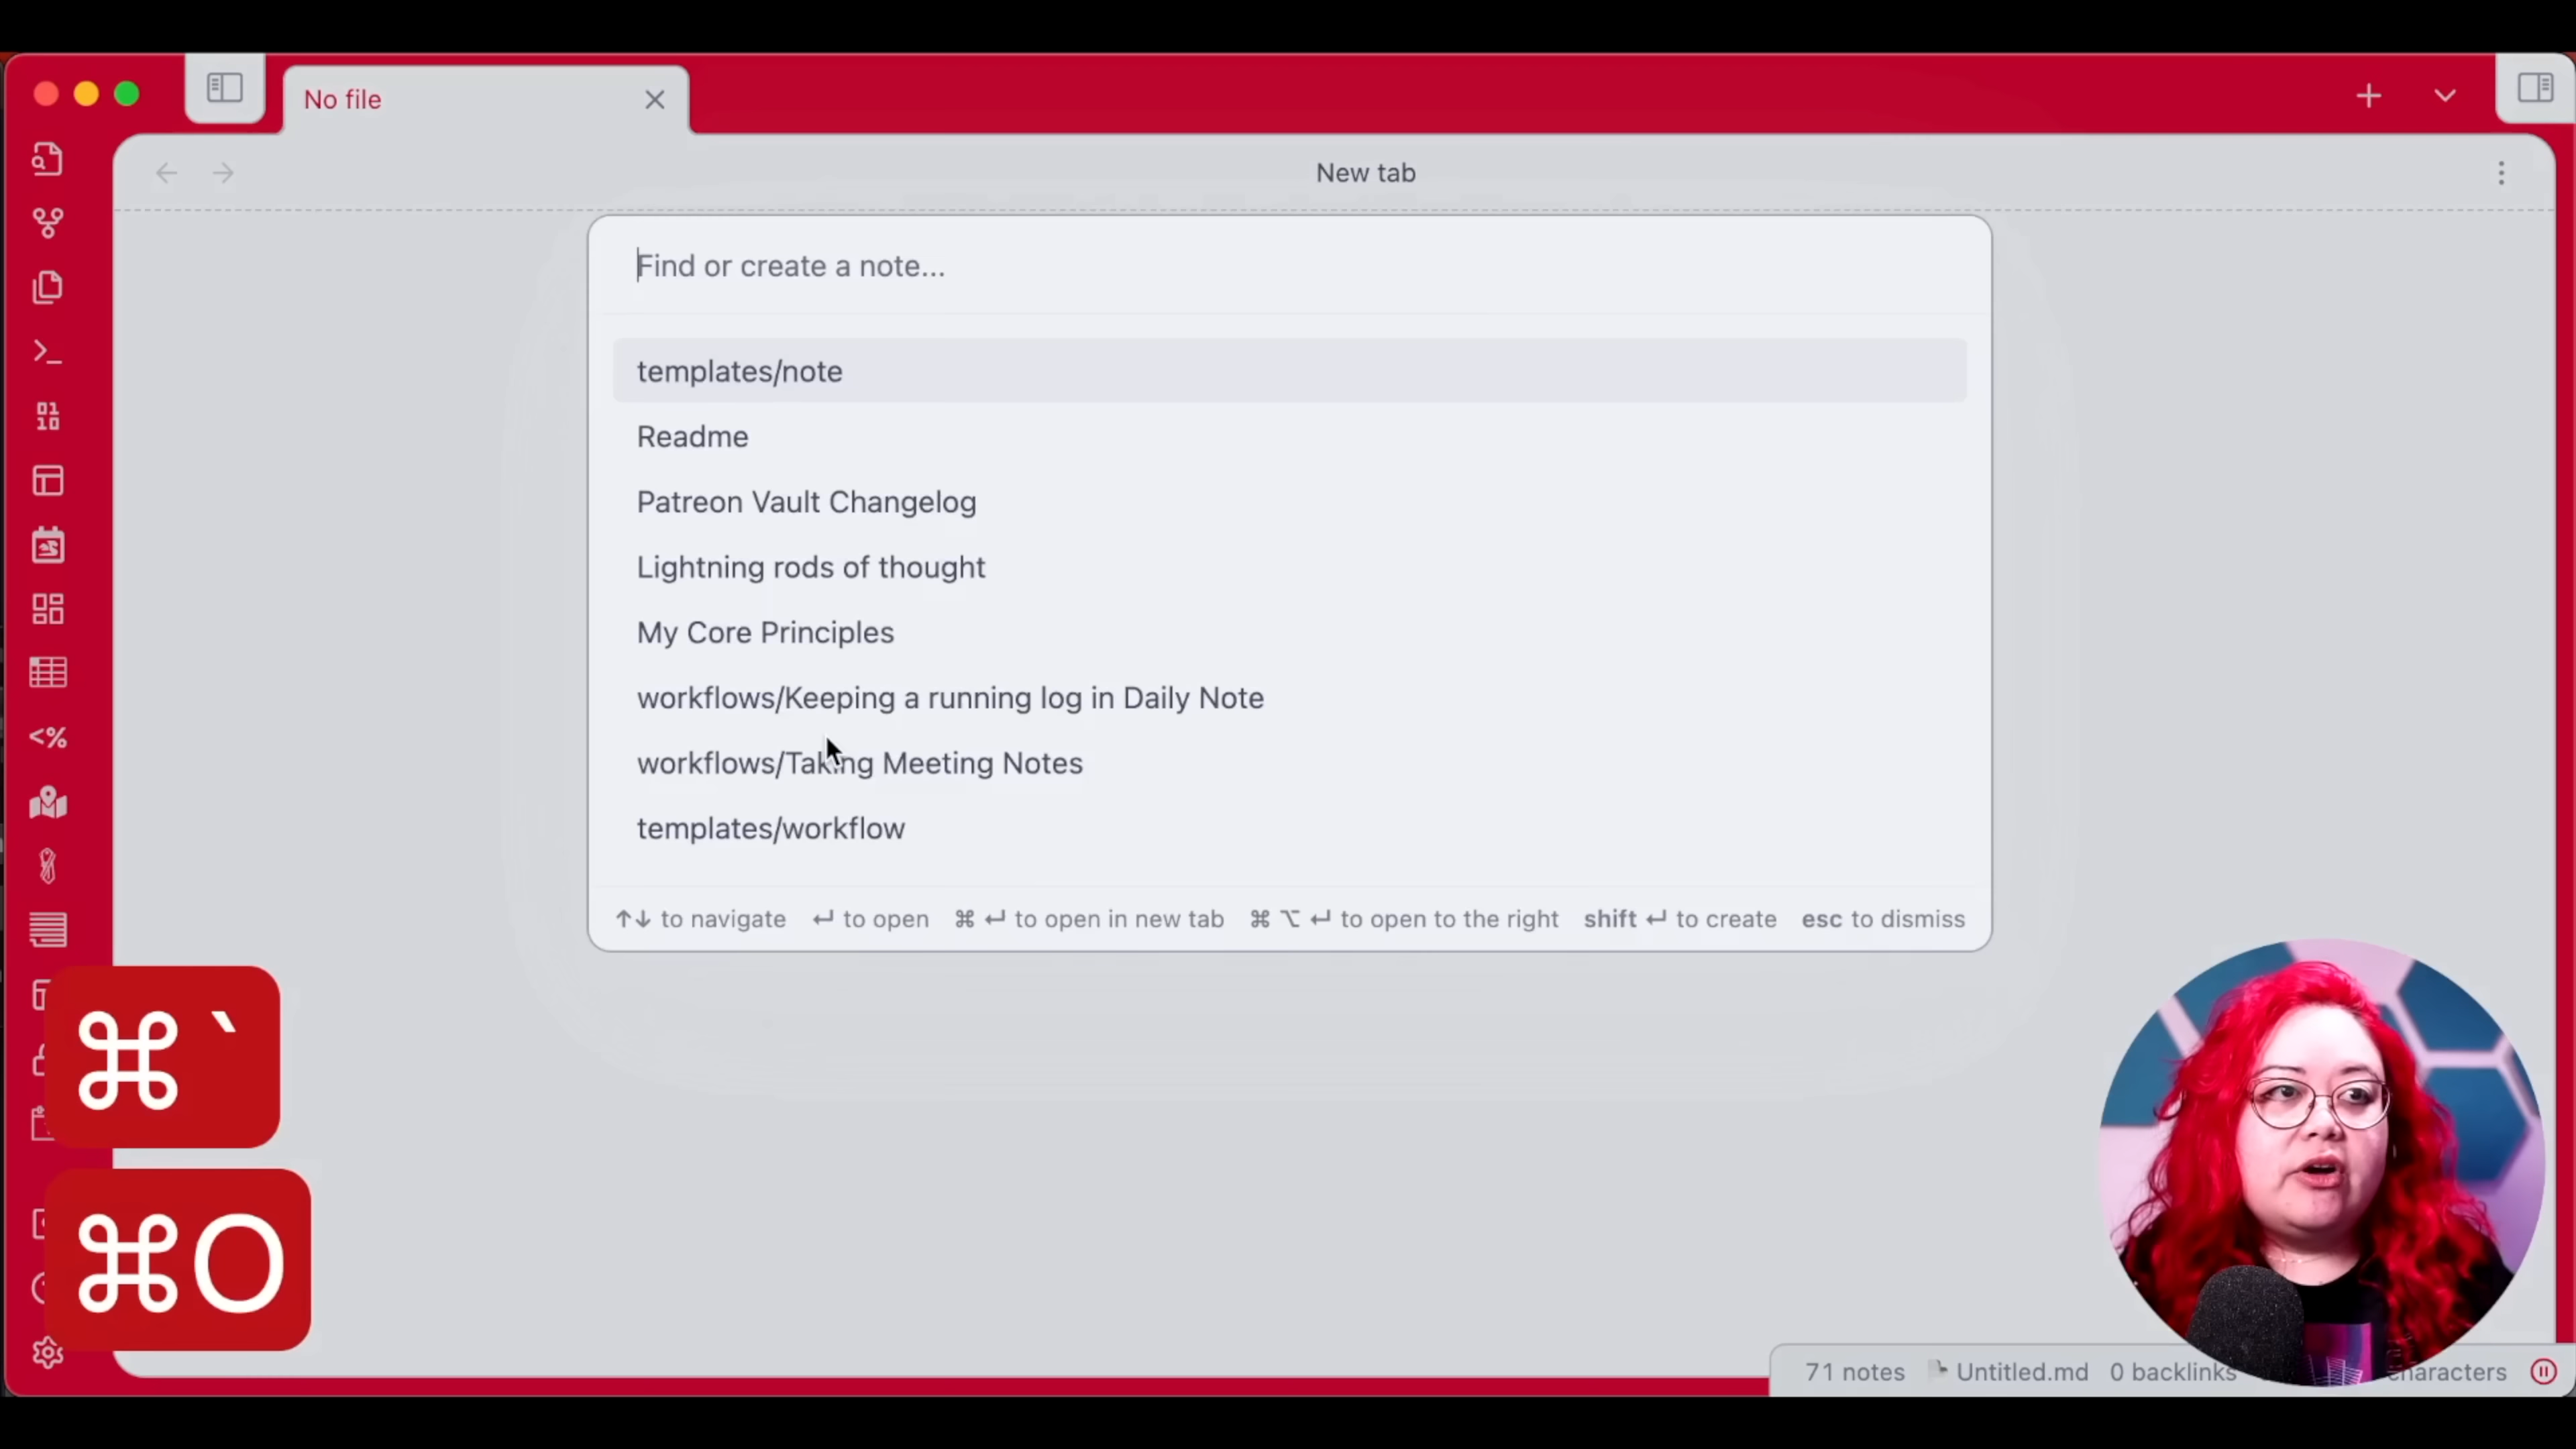 No file
New tab
Find or create a note...
templates/note
Readme
Patreon Vault Changelog
Lightning rods of thought
My Core Principles
workflows/Keeping a running log in Daily Note
workflows/Taking Meeting Notes
templates/workflow
↑↓ to navigate ↵ to open ⌘ ↵ to open in new tab ⌘ ⌥ ↵ to open to the right shift ↵ to create esc to dismiss
⌘ `
⌘O
71 notes Untitled.md 0 backlinks